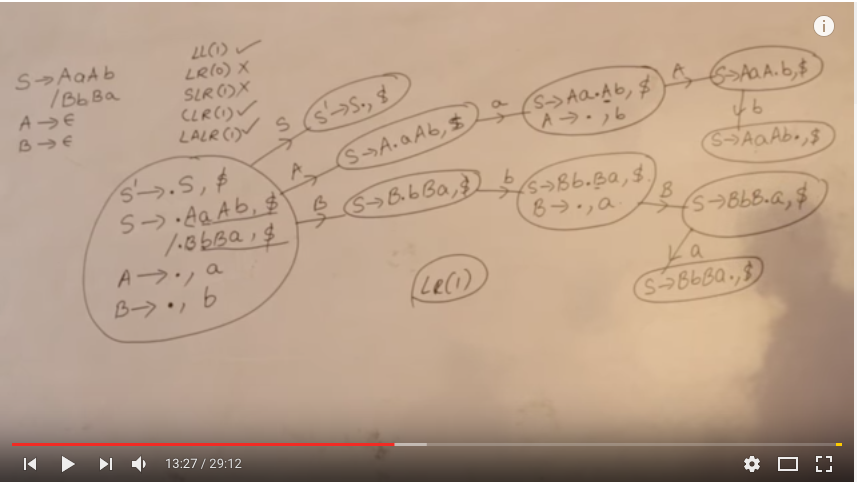 S→AaAb
/BbBa
A→ϵ
B→ϵ
LL(1) ✓
LR(0) X
SLR(1) X
CLR(1) ✓
LALR(1) ✓
S'→.S, $
S→.AaAb, $
/.BbBa, $
A→., a
B→., b
S
S'→S., $
A
S→A.aAb, $
a
S→Aa.Ab, $
A→., b
A
S→AaA.b, $
b
S→AaAb., $
B
S→B.bBa, $
b
S→Bb.Ba, $
B→., a
B
S→BbB.a, $
a
S→BbBa., $
LR(1)
i
13:27 / 29:12